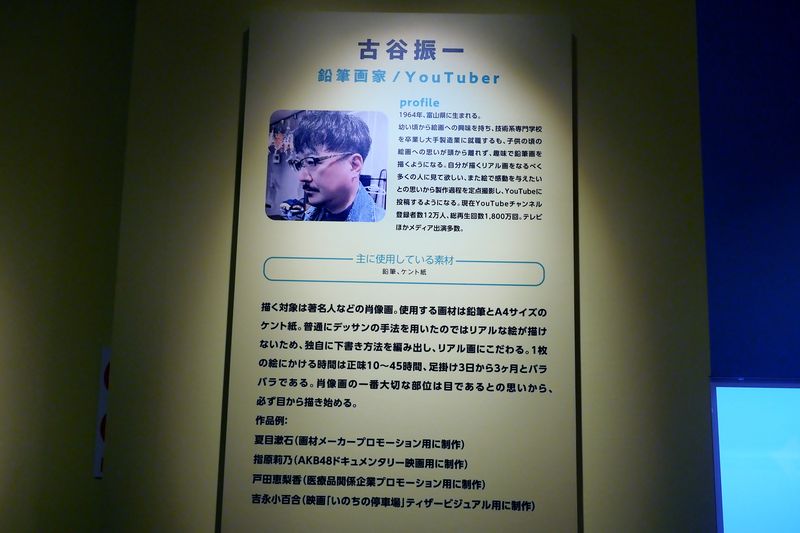 古谷振一
鉛筆画家/YouTuber
profile
1964年、富山県に生まれる。
幼い頃から絵画への興味を持ち、技術系専門学校
を卒業し大手製造業に就職するも、子供の頃の
絵画への思いが頭から離れず、趣味で鉛筆画を
描くようになる。自分が描くリアル画をなるべく
多くの人に見て欲しい、また絵で感動を与えたい
との思いから製作過程を定点撮影し、YouTubeに
投稿するようになる。現在YouTubeチャンネル
登録者数12万人、総再生回数1,800万回。テレビ
ほかメディア出演多数。
主に使用している素材
鉛筆、ケント紙
描く対象は著名人などの肖像画。使用する画材は鉛筆とA4サイズの
ケント紙。普通にデッサンの手法を用いたのではリアルな絵が描け
ないため、独自に下書き方法を編み出し、リアル画にこだわる。1枚
の絵にかける時間は正味10〜45時間、足掛け3日から3ヶ月とバラ
バラである。肖像画の一番大切な部位は目であるとの思いから、
必ず目から描き始める。
作品例:
夏目漱石(画材メーカープロモーション用に制作)
指原莉乃(AKB48ドキュメンタリー映画用に制作)
戸田恵梨香(医療品関係企業プロモーション用に制作)
吉永小百合(映画「いのちの停車場」ティザービジュアル用に制作)